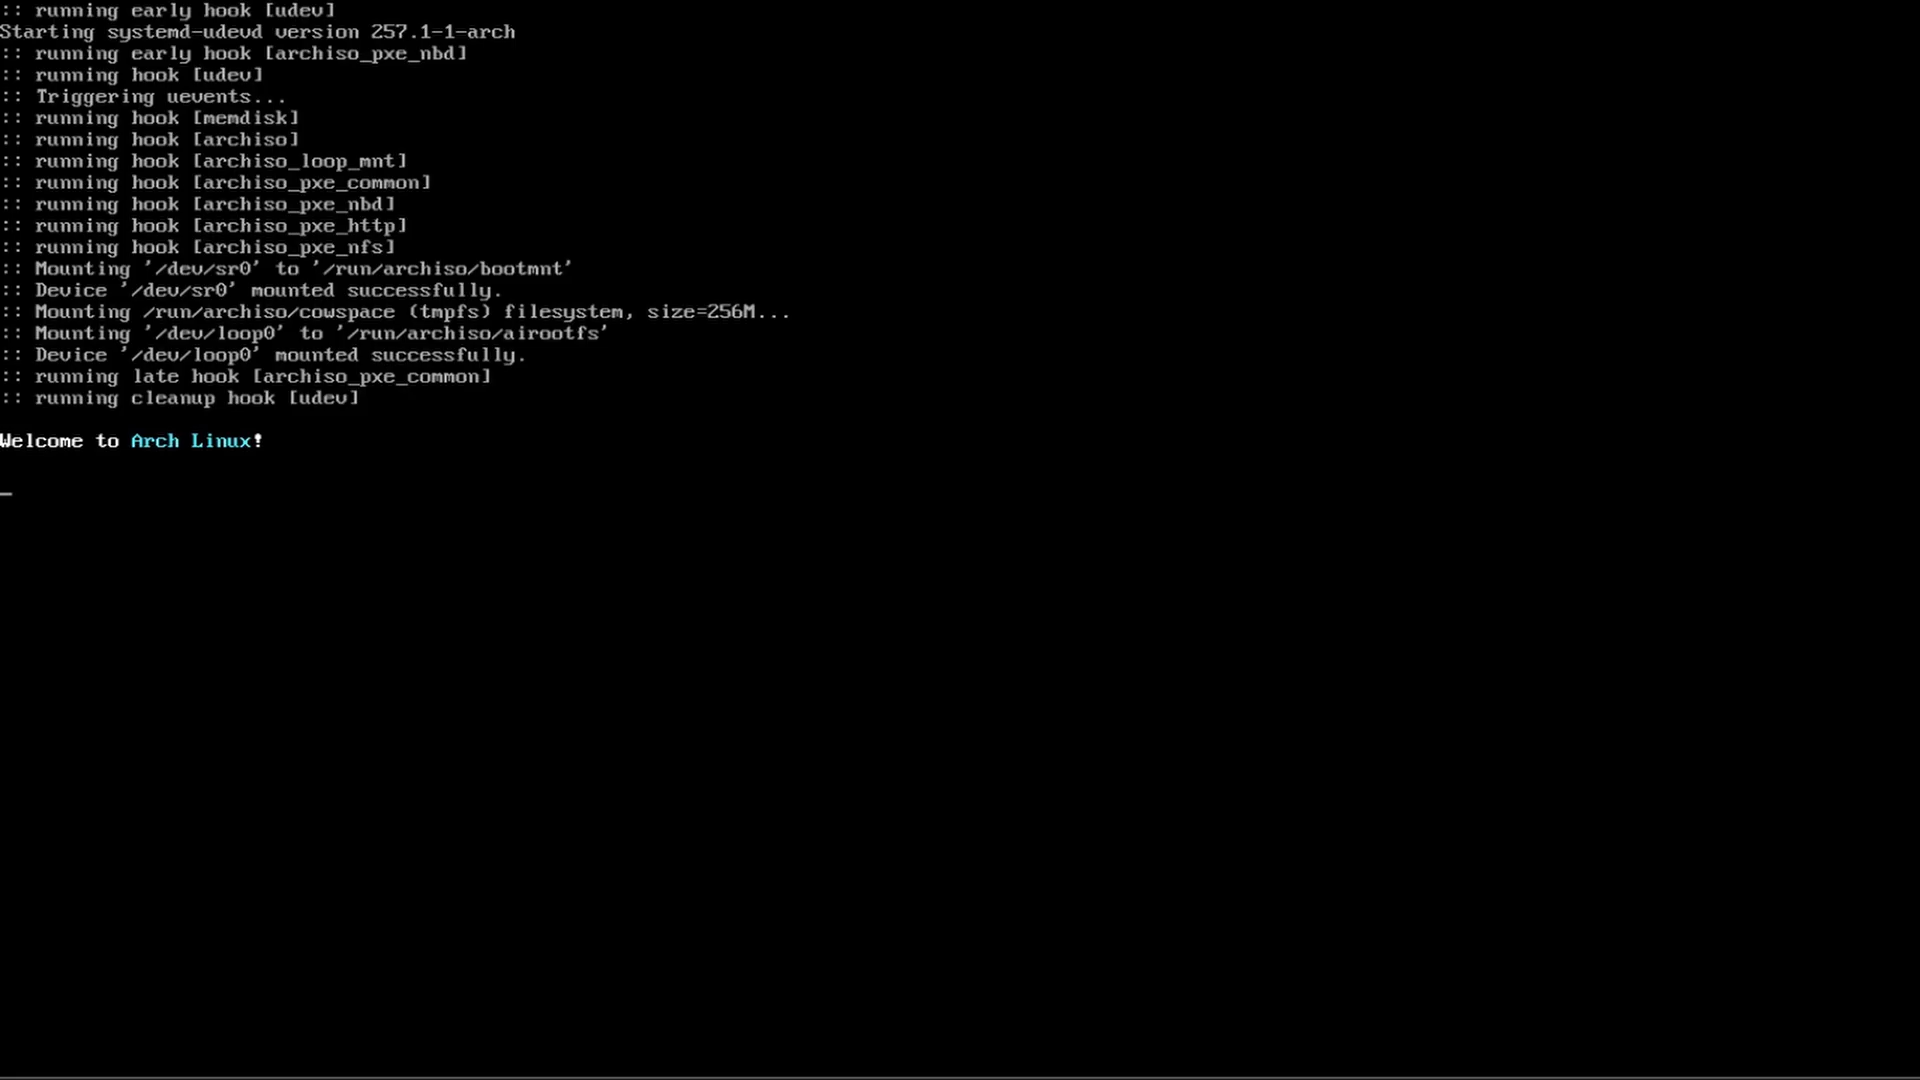 :: running early hook [udev]
Starting systemd-udevd version 257.1-1-arch
:: running early hook [archiso_pxe_nbd]
:: running hook [udev]
:: Triggering uevents...
:: running hook [memdisk]
:: running hook [archiso]
:: running hook [archiso_loop_mnt]
:: running hook [archiso_pxe_common]
:: running hook [archiso_pxe_nbd]
:: running hook [archiso_pxe_http]
:: running hook [archiso_pxe_nfs]
:: Mounting '/dev/sr0' to '/run/archiso/bootmnt'
:: Device '/dev/sr0' mounted successfully.
:: Mounting /run/archiso/cowspace (tmpfs) filesystem, size=256M...
:: Mounting '/dev/loop0' to '/run/archiso/airootfs'
:: Device '/dev/loop0' mounted successfully.
:: running late hook [archiso_pxe_common]
:: running cleanup hook [udev]
Welcome to Arch Linux!